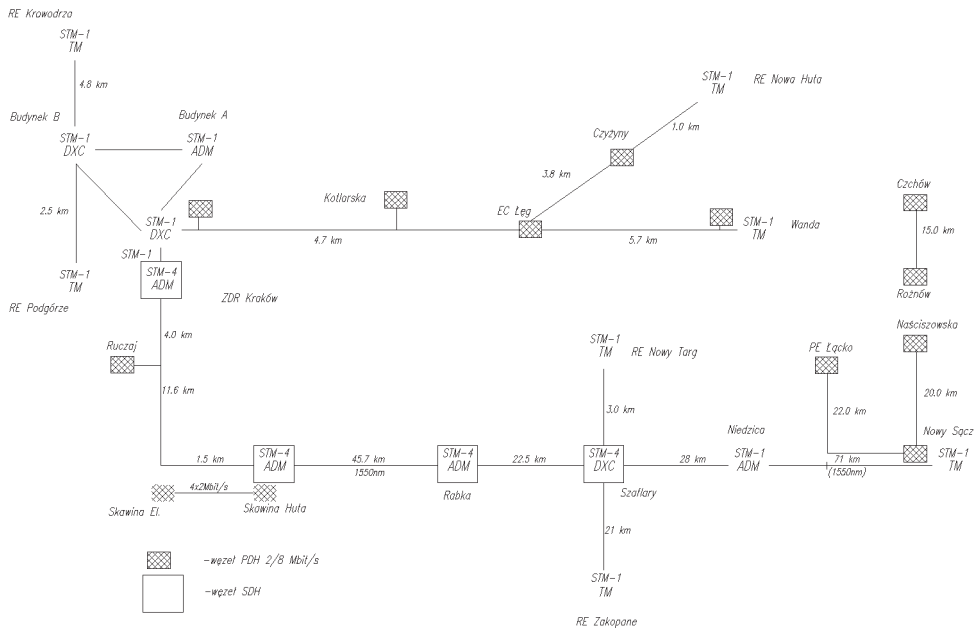 RE Krowodrza
STM-1
TM
4.8 km
Budynek B
Budynek A
STM-1
DXC
STM-1
ADM
2.5 km
STM-1
TM
RE Podgórze
STM-1
DXC
STM-1
STM-4
ADM
ZDR Kraków
4.7 km
Kotlarska
EC Łęg
3.8 km
Czyżyny
1.0 km
STM-1
TM
RE Nowa Huta
5.7 km
STM-1
TM
Wanda
Czchów
15.0 km
Rożnów
4.0 km
Ruczaj
11.6 km
1.5 km
STM-4
ADM
Skawina El.
4x2Mbit/s
Skawina Huta
45.7 km
1550nm
STM-4
ADM
Rabka
22.5 km
STM-1
TM
RE Nowy Targ
3.0 km
STM-4
DXC
Szaflary
21 km
STM-1
TM
RE Zakopane
28 km
Niedzica
STM-1
ADM
PE Łącko
22.0 km
71 km
(1550nm)
Naściszowska
20.0 km
Nowy Sącz
STM-1
TM
-węzeł PDH 2/8 Mbit/s
-węzeł SDH